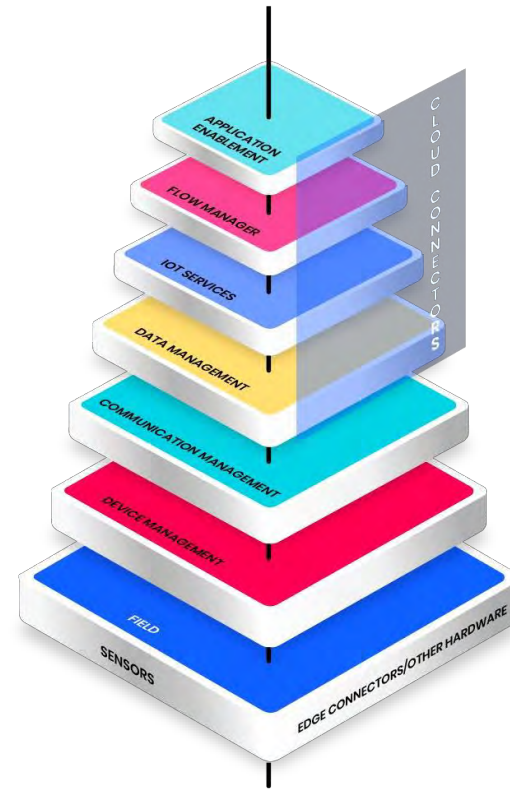 APPLICATION
ENABLEMENT
CLOUD CONNECTORS
FLOW MANAGER
IOT SERVICES
DATA MANAGEMENT
COMMUNICATION MANAGEMENT
DEVICE MANAGEMENT
FIELD
SENSORS
EDGE CONNECTORS/OTHER HARDWARE